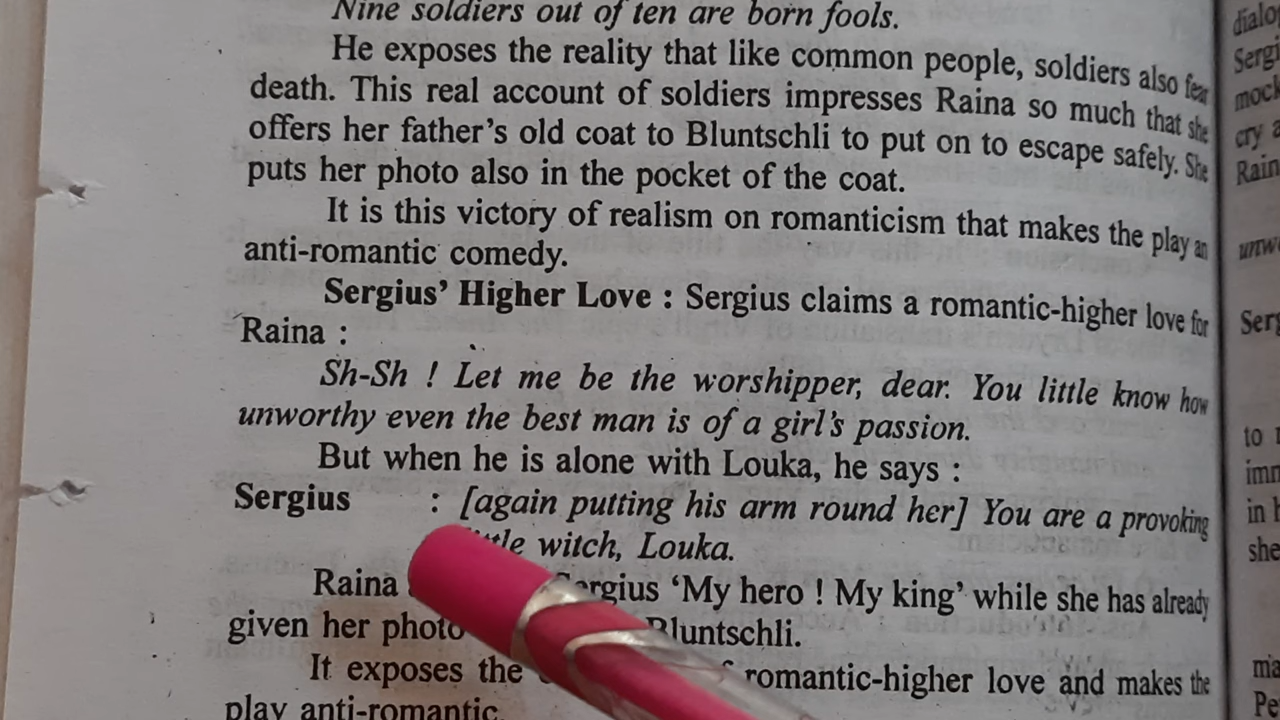 Nine soldiers out of ten are born fools.
He exposes the reality that like common people, soldiers also fear
death. This real account of soldiers impresses Raina so much that she
offers her father's old coat to Bluntschli to put on to escape safely. She
puts her photo also in the pocket of the coat.
It is this victory of realism on romanticism that makes the play an
anti-romantic comedy.
Sergius' Higher Love : Sergius claims a romantic-higher love for
Raina :
Sh-Sh ! Let me be the worshipper, dear. You little know how
unworthy even the best man is of a girl's passion.
But when he is alone with Louka, he says :
Sergius : [again putting his arm round her] You are a provoking
witch, Louka.
Raina Sergius 'My hero ! My king' while she has already
given her photo Bluntschli.
It exposes the romantic-higher love and makes the
play anti-romantic.
to
in
she